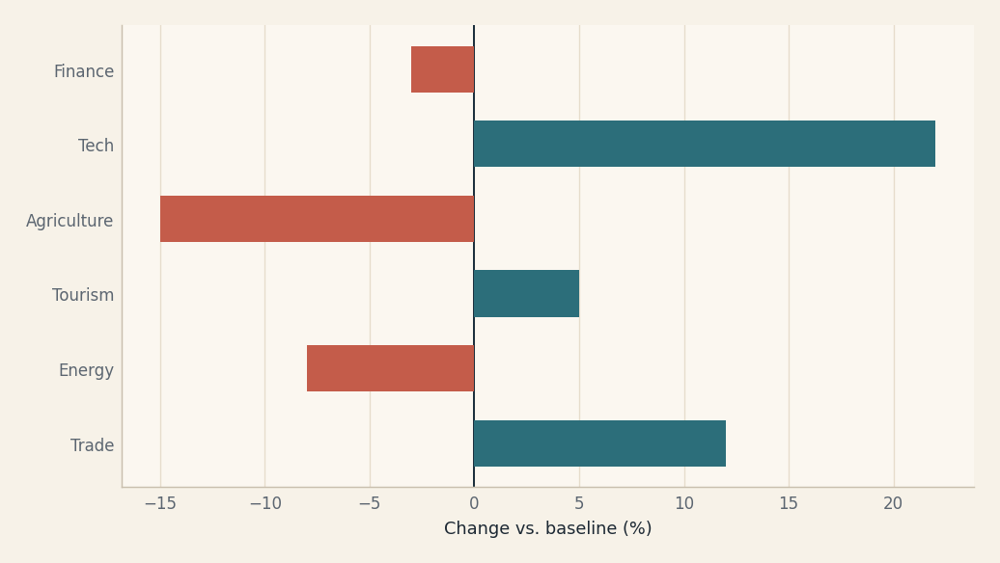 Finance
Tech
Agriculture
Tourism
Energy
Trade
−15 −10 −5 0 5 10 15 20
Change vs. baseline (%)